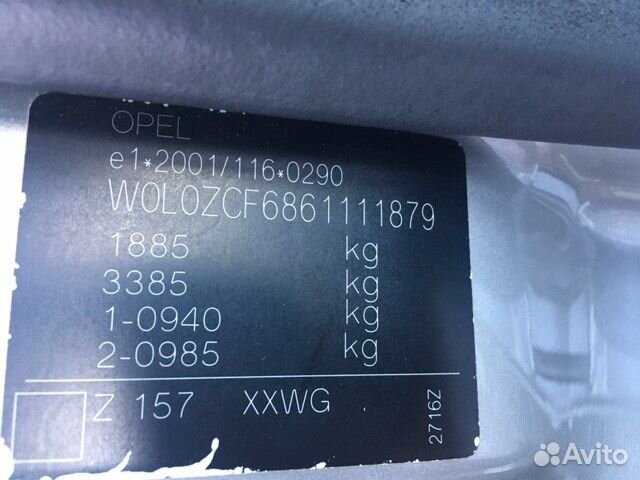 OPEL
e1*2001/116*0290
W0L0ZCF6861111879
1885 kg
3385 kg
1-0940 kg
2-0985 kg
Z 157 XXWG
2716Z
Avito